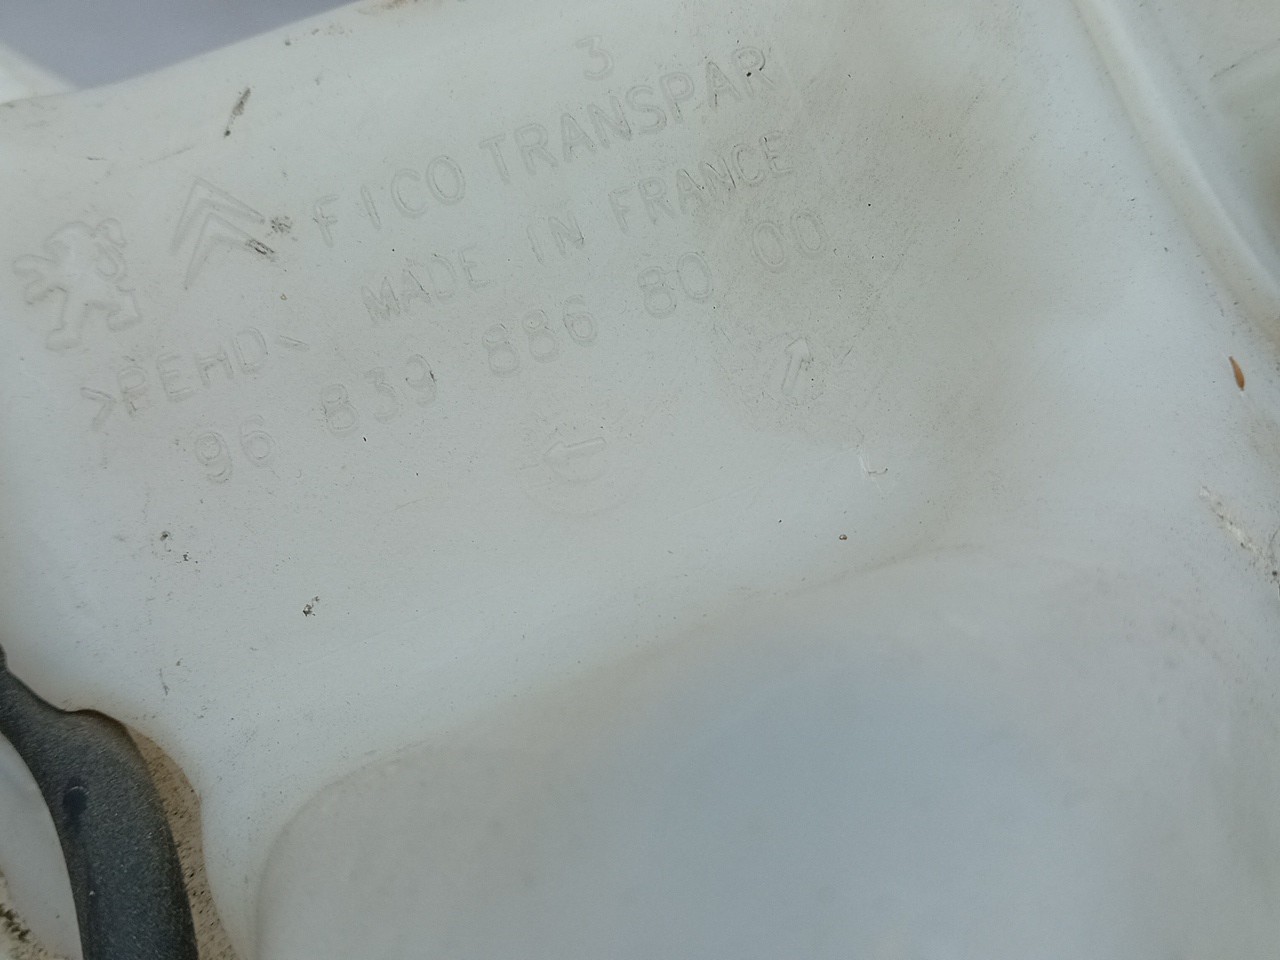 3
FICO TRANSPAR
MADE IN FRANCE
>PEHD<
96 839 886 80 00